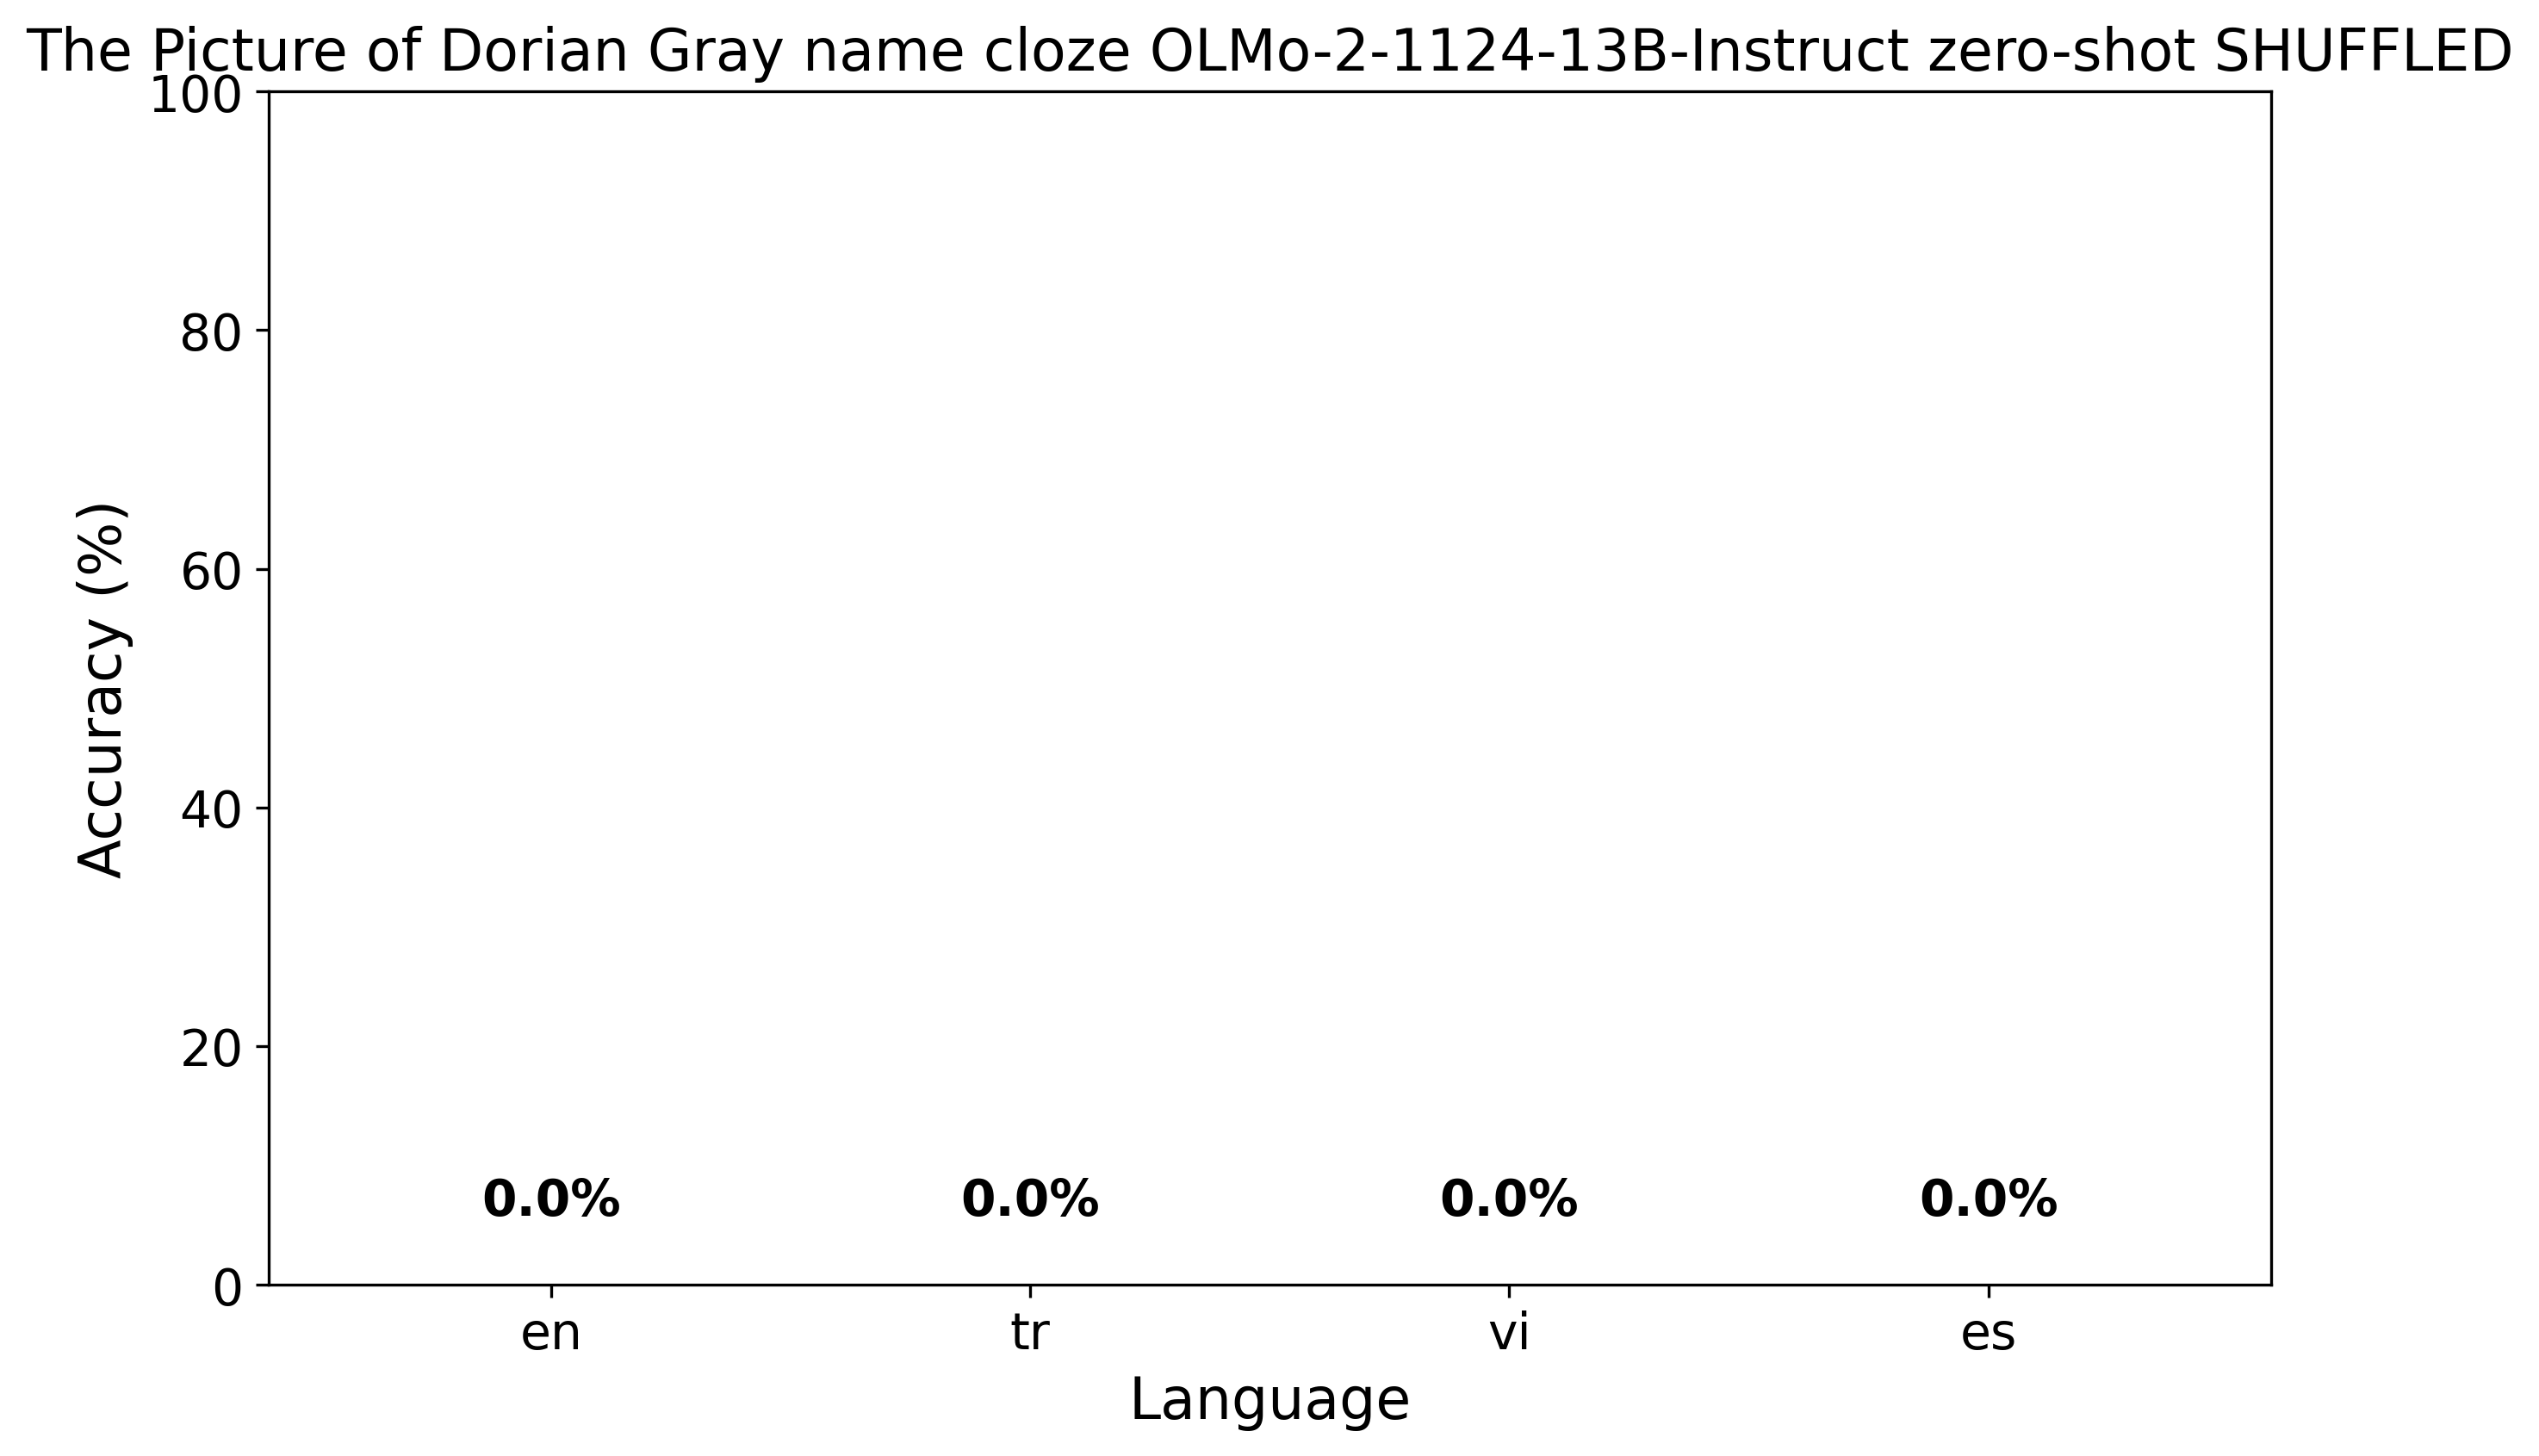 The Picture of Dorian Gray name cloze OLMo-2-1124-13B-Instruct zero-shot SHUFFLED
100
80
60
40
20
0
Accuracy (%)
0.0% 0.0% 0.0% 0.0%
en tr vi es
Language